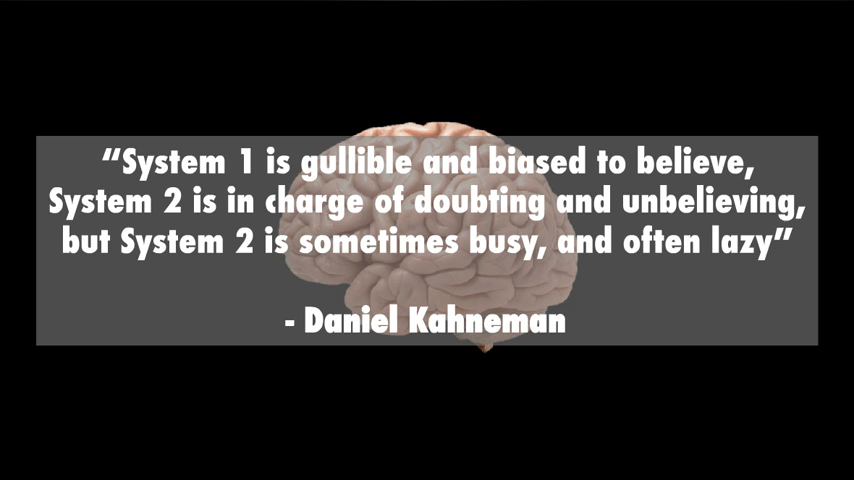 “System 1 is gullible and biased to believe,
System 2 is in charge of doubting and unbelieving,
but System 2 is sometimes busy, and often lazy”
- Daniel Kahneman